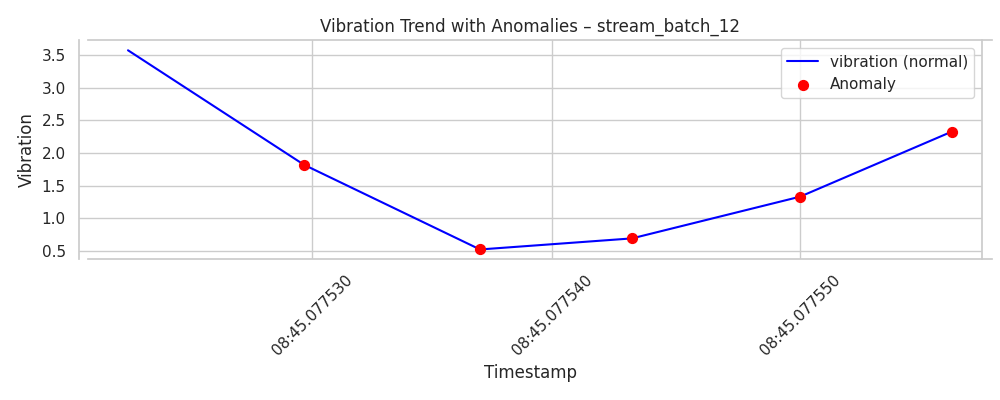 Vibration Trend with Anomalies – stream_batch_12
vibration (normal)
Anomaly
Vibration
3.5
3.0
2.5
2.0
1.5
1.0
0.5
08:45.077530
08:45.077540
08:45.077550
Timestamp